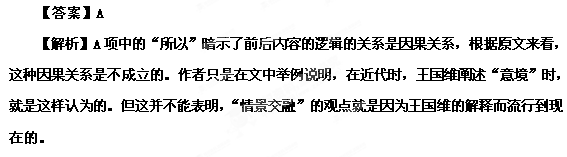 【答案】A
【解析】A项中的“所以”暗示了前后内容的逻辑的关系是因果关系，根据原文来看，
这种因果关系是不成立的。作者只是在文中举例说明，在近代时，王国维阐述“意境”时，
就是这样认为的。但这并不能表明，“情景交融”的观点就是因为王国维的解释而流行到现
在的。